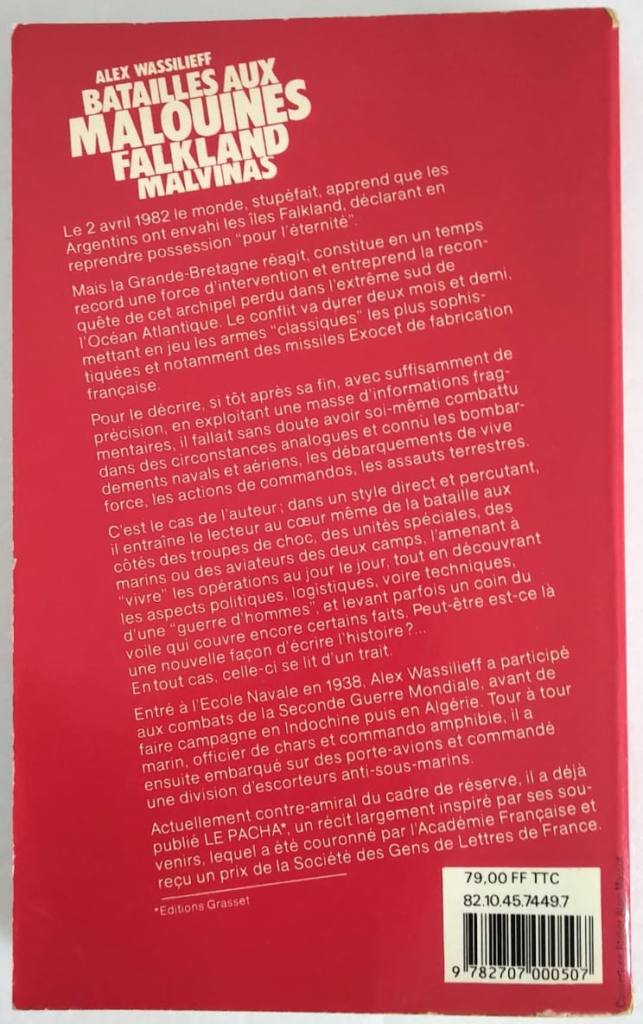 ALEX WASSILIEFF
BATAILLES AUX
MALOUINES
FALKLAND
MALVINAS
Le 2 avril 1982 le monde, stupéfait, apprend que les
Argentins ont envahi les îles Falkland, déclarant en
reprendre possession "pour l'éternité".
Mais la Grande-Bretagne réagit, constitue en un temps
record une force d'intervention et entreprend la recon-
quête de cet archipel perdu dans l'extrême sud de
l'Océan Atlantique. Le conflit va durer deux mois et demi,
mettant en jeu les armes "classiques" les plus sophis-
tiquées et notamment des missiles Exocet de fabrication
française.
Pour le décrire, si tôt après sa fin, avec suffisamment de
précision, en exploitant une masse d'informations frag-
mentaires, il fallait sans doute avoir soi-même combattu
dans des circonstances analogues et connu les bombar-
dements navals et aériens, les débarquements de vive
force, les actions de commandos, les assauts terrestres.
C'est le cas de l'auteur; dans un style direct et percutant,
il entraîne le lecteur au cœur même de la bataille aux
côtés des troupes de choc, des unités spéciales, des
marins ou des aviateurs des deux camps, l'amenant à
"vivre" les opérations au jour le jour, tout en découvrant
les aspects politiques, logistiques, voire techniques,
d'une "guerre d'hommes", et levant parfois un coin du
voile qui couvre encore certains faits. Peut-être est-ce là
une nouvelle façon d'écrire l'histoire?...
En tout cas, celle-ci se lit d'un trait.
Entré à l'Ecole Navale en 1938, Alex Wassilieff a participé
aux combats de la Seconde Guerre Mondiale, avant de
faire campagne en Indochine puis en Algérie. Tour à tour
marin, officier de chars et commando amphibie, il a
ensuite embarqué sur des porte-avions et commandé
une division d'escorteurs anti-sous-marins.
Actuellement contre-amiral du cadre de réserve, il a déjà
publié LE PACHA*, un récit largement inspiré par ses sou-
venirs, lequel a été couronné par l'Académie Française et
reçu un prix de la Société des Gens de Lettres de France.
*Editions Grasset
79,00 FF TTC
82.10.45.7449.7
9 782707 000507